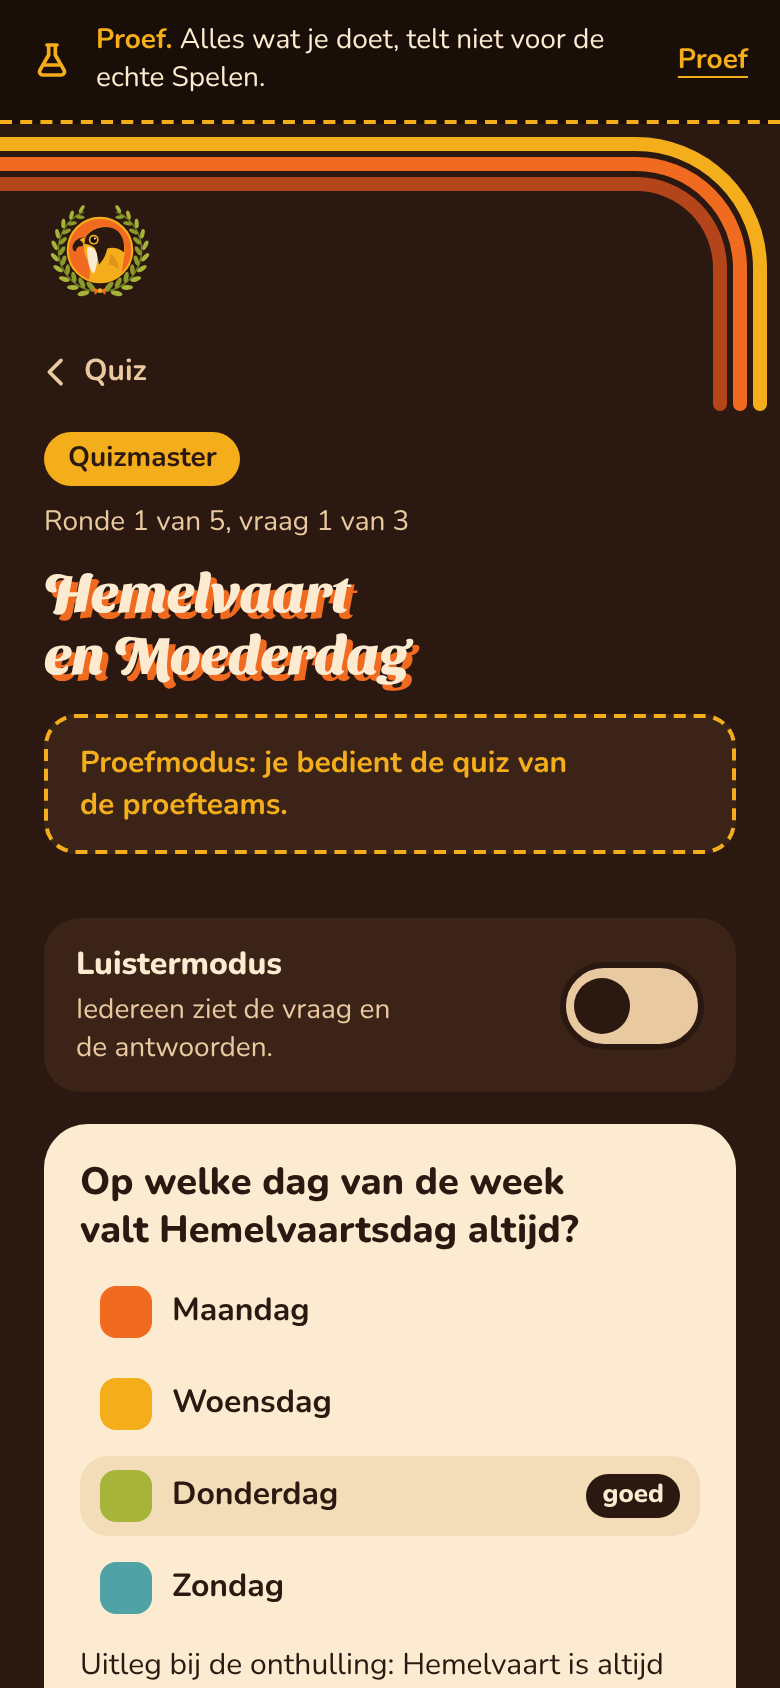 Proef. Alles wat je doet, telt niet voor de
echte Spelen.
Proef
Quiz
Quizmaster
Ronde 1 van 5, vraag 1 van 3
Hemelvaart
en Moederdag
Proefmodus: je bedient de quiz van
de proefteams.
Luistermodus
Iedereen ziet de vraag en
de antwoorden.
Op welke dag van de week
valt Hemelvaartsdag altijd?
Maandag
Woensdag
Donderdag
goed
Zondag
Uitleg bij de onthulling: Hemelvaart is altijd